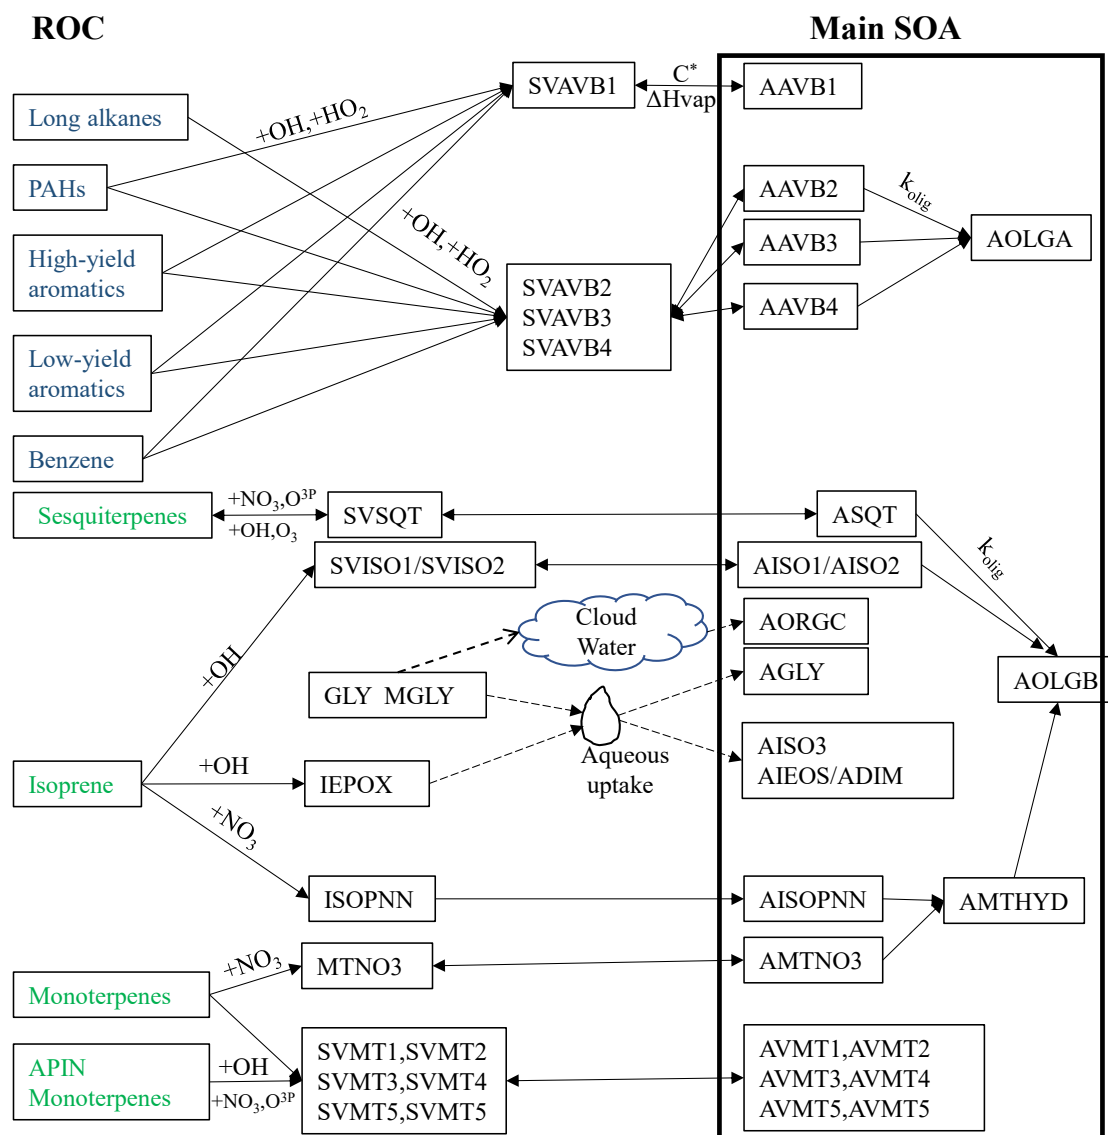 ROC
Main SOA
Long alkanes
PAHs
High-yield
aromatics
Low-yield
aromatics
Benzene
+OH,+HO₂
+OH,+HO₂
SVAVB1
C*
ΔHvap
AAVB1
SVAVB2
SVAVB3
SVAVB4
AAVB2
AAVB3
AAVB4
k_olig
AOLGA
Sesquiterpenes
+NO₃,O³ᴾ
+OH,O₃
SVSQT
ASQT
k_olig
SVISO1/SVISO2
AISO1/AISO2
+OH
Cloud
Water
AORGC
GLY MGLY
AGLY
AOLGB
Aqueous
uptake
AISO3
AIEOS/ADIM
Isoprene
+OH
IEPOX
+NO₃
ISOPNN
AISOPNN
AMTHYD
Monoterpenes
+NO₃
MTNO3
AMTNO3
APIN
Monoterpenes
+OH
+NO₃,O³ᴾ
SVMT1,SVMT2
SVMT3,SVMT4
SVMT5,SVMT5
AVMT1,AVMT2
AVMT3,AVMT4
AVMT5,AVMT5